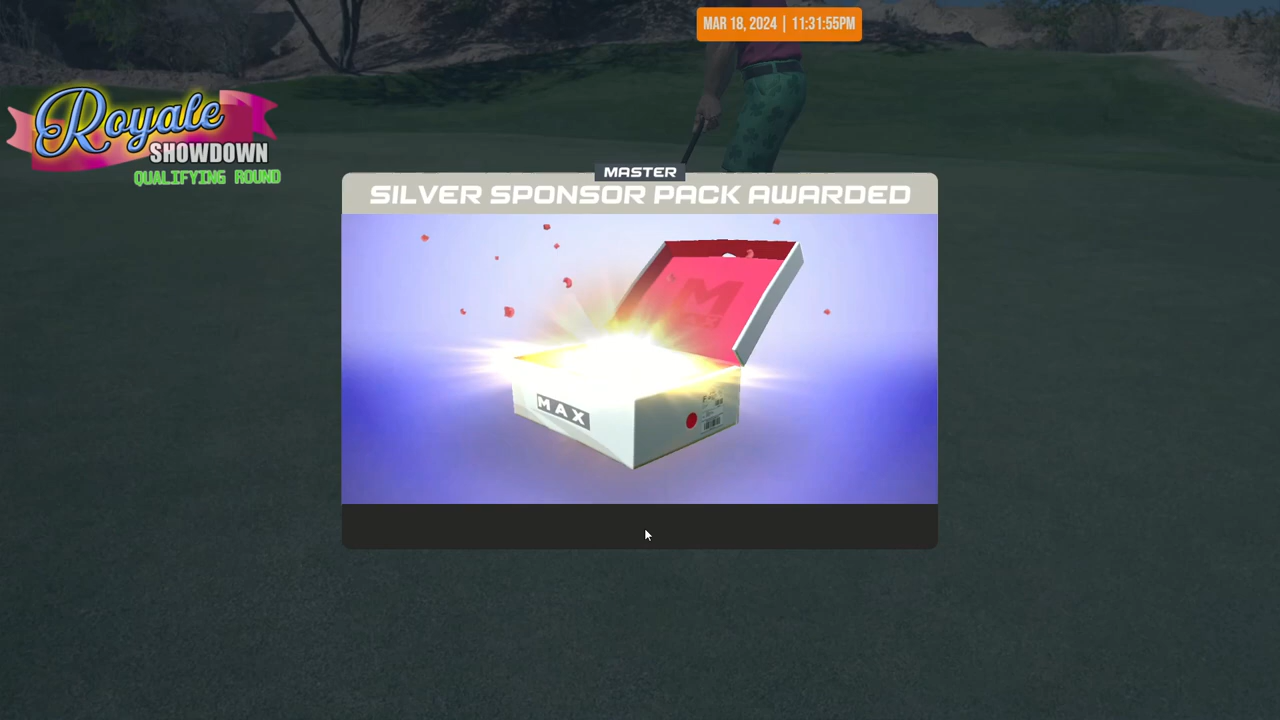 MAR 18, 2024 | 11:31:55PM
Royale
SHOWDOWN
QUALIFYING ROUND
MASTER
SILVER SPONSOR PACK AWARDED
M
MAX